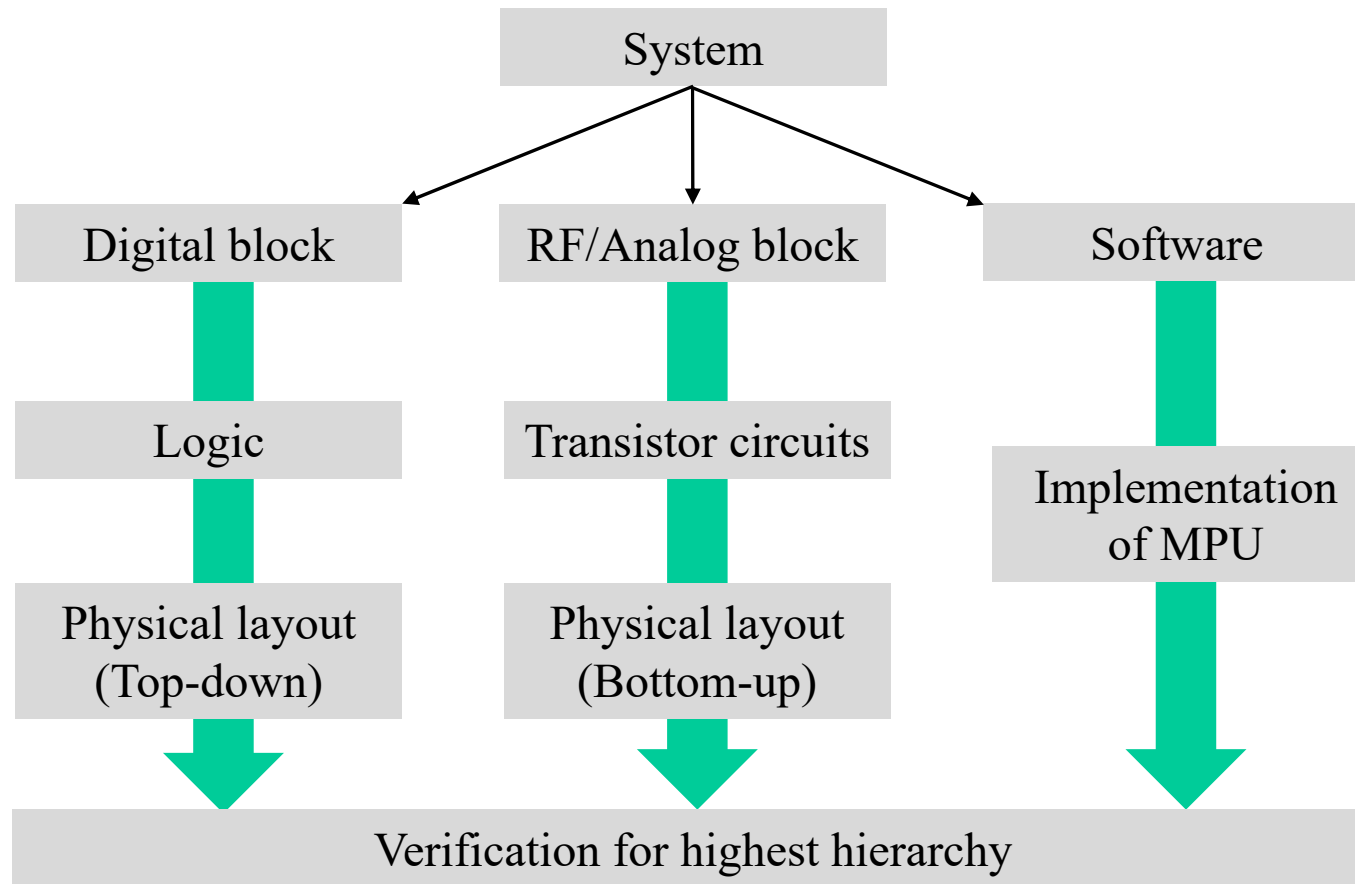 System
Digital block
RF/Analog block
Software
Logic
Transistor circuits
Implementation
of MPU
Physical layout
(Top-down)
Physical layout
(Bottom-up)
Verification for highest hierarchy